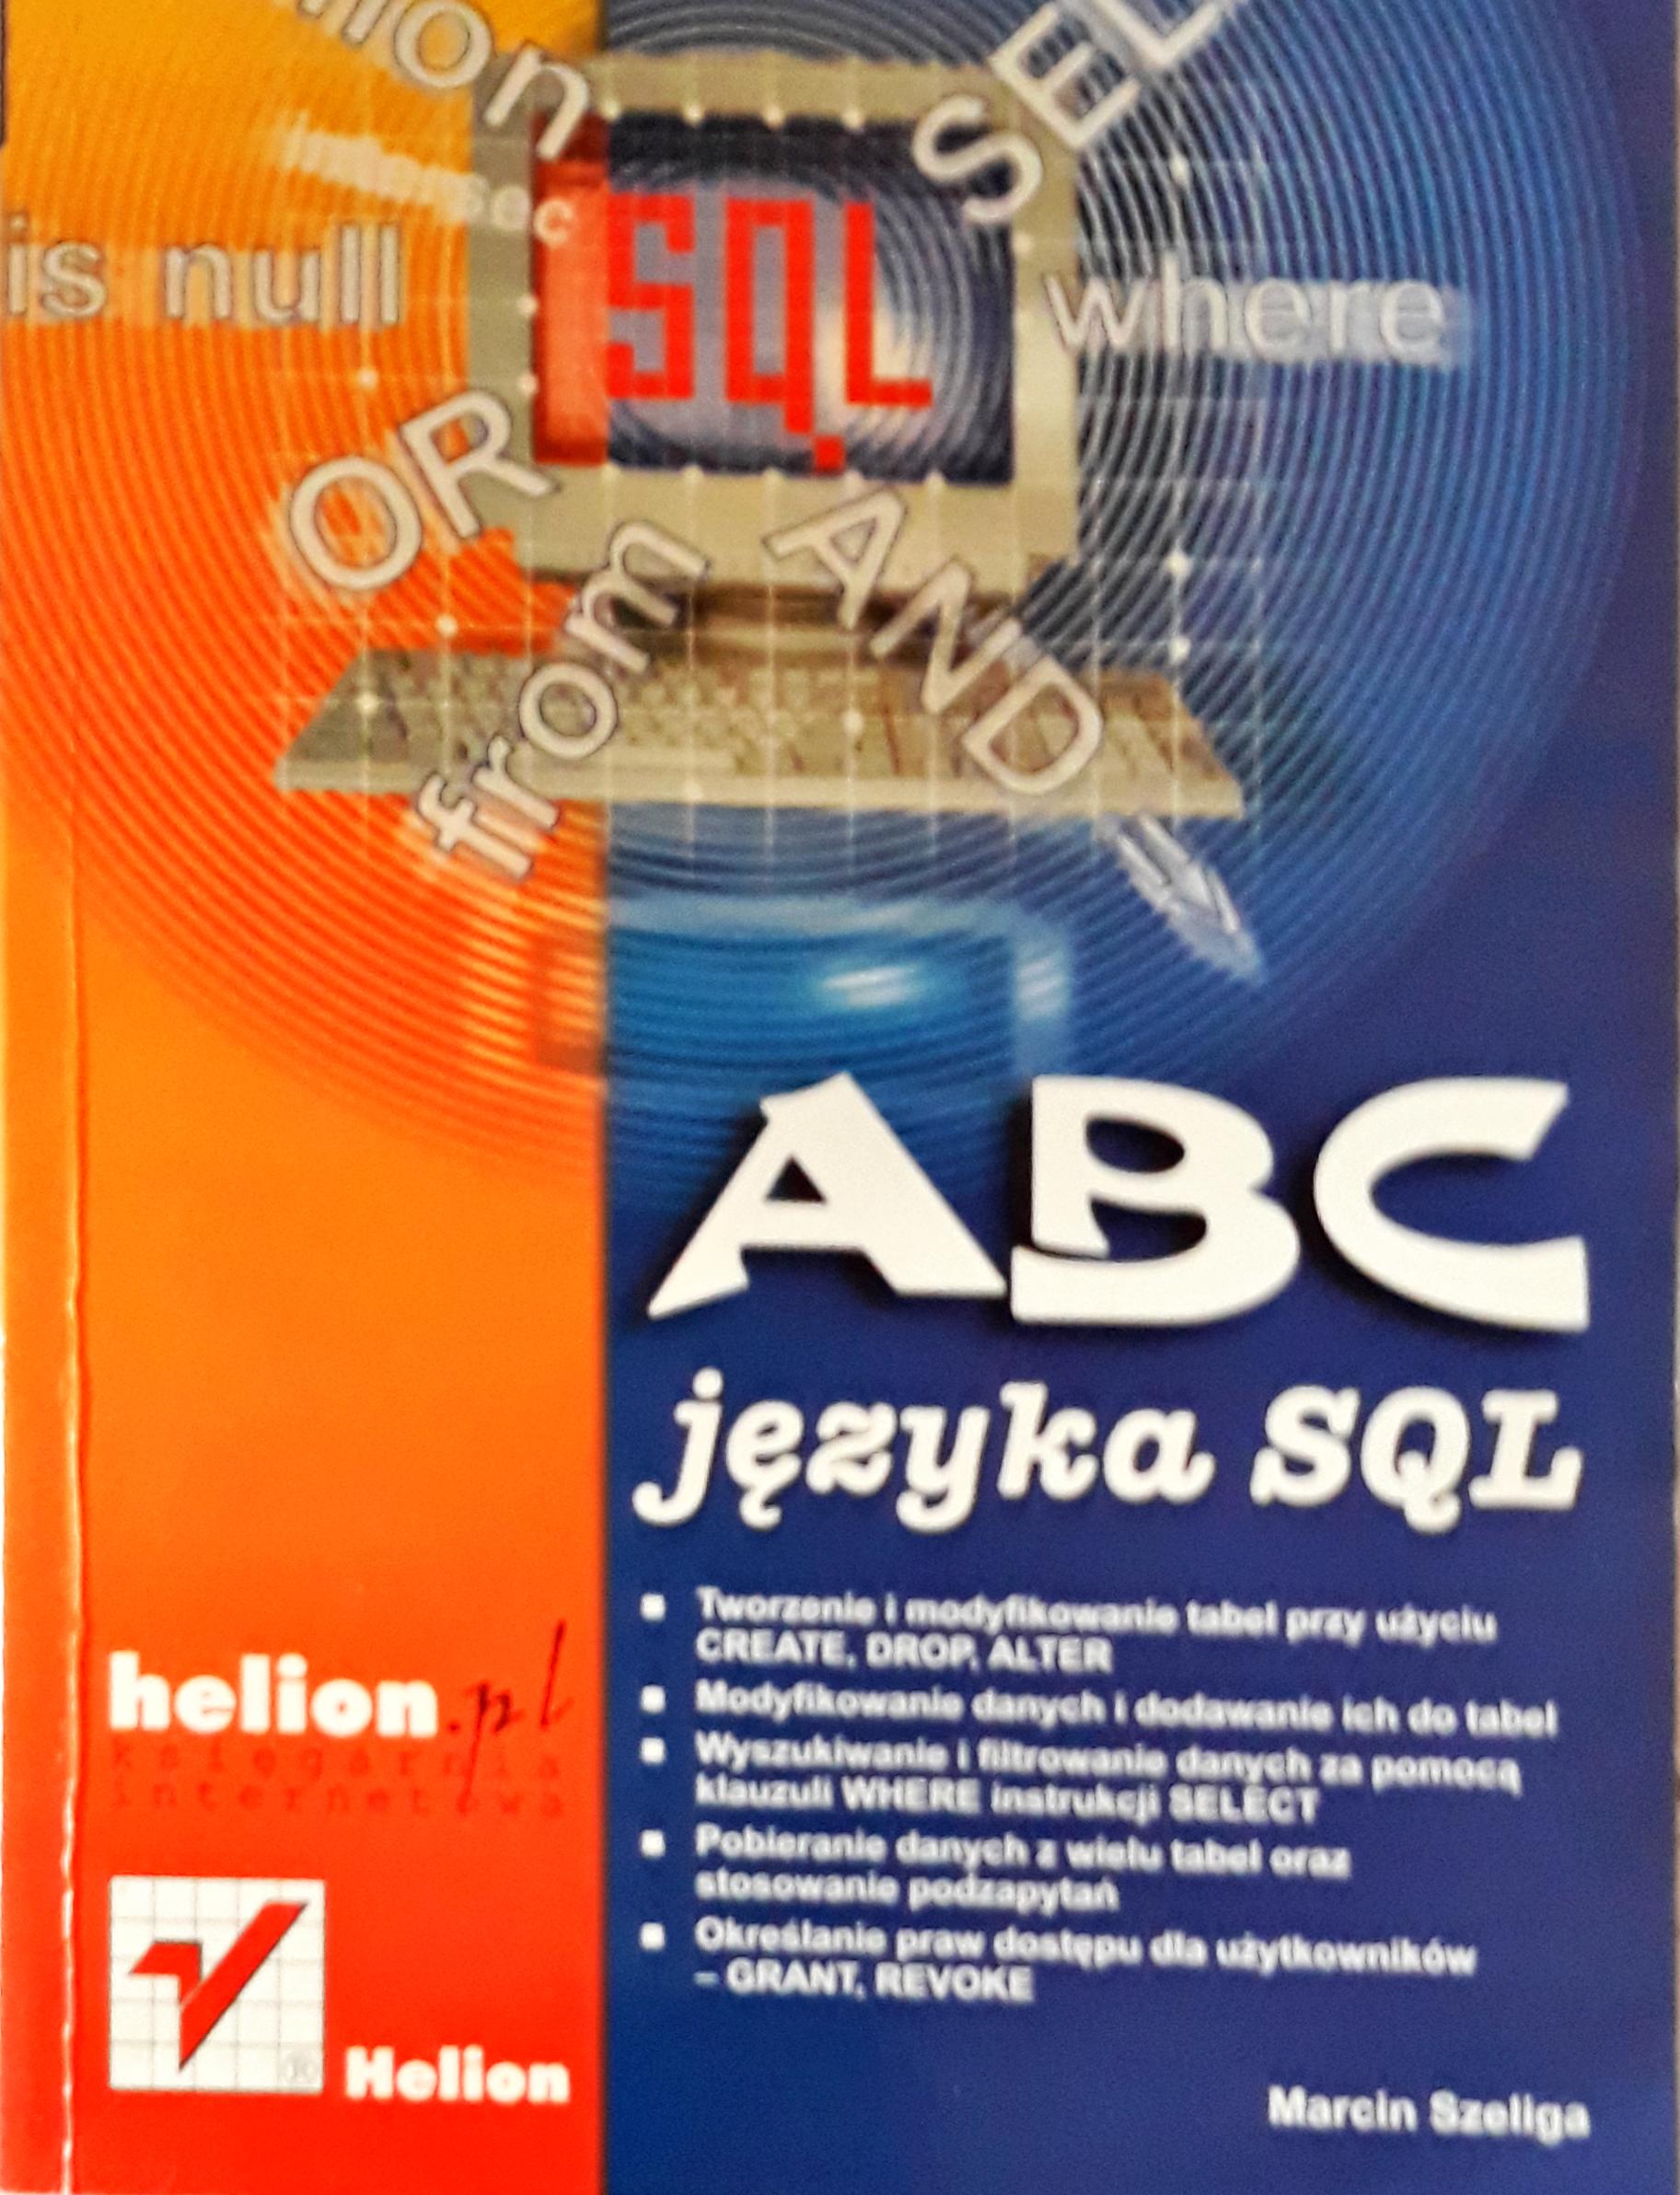 SEL
is null
SQL
where
OR
from
AND
ABC
języka SQL
Tworzenie i modyfikowanie tabel przy użyciu
CREATE, DROP, ALTER
Modyfikowanie danych i dodawanie ich do tabel
Wyszukiwanie i filtrowanie danych za pomocą
klauzuli WHERE instrukcji SELECT
Pobieranie danych z wielu tabel oraz
stosowanie podzapytań
Określanie praw dostępu dla użytkowników
– GRANT, REVOKE
helion.pl
księgarnia
internetowa
® Helion
Marcin Szeliga